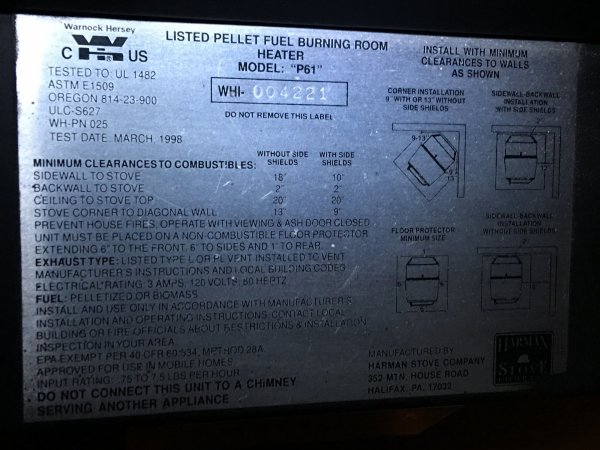 Warnock Hersey
C US
TESTED TO: UL 1482
ASTM E1509
OREGON 814-23-900
ULC-S627
WH-PN 025
TEST DATE: MARCH, 1998
LISTED PELLET FUEL BURNING ROOM
HEATER
MODEL: "P61"
WHI- 004221
DO NOT REMOVE THIS LABEL
INSTALL WITH MINIMUM
CLEARANCES TO WALLS
AS SHOWN
CORNER INSTALLATION
9" WITH OR 13" WITHOUT
SIDE SHIELDS
SIDEWALL-BACKWALL
INSTALLATION
WITH SIDE SHIELDS
9-13"
MINIMUM CLEARANCES TO COMBUSTIBLES:
WITHOUT SIDE SHIELDS
WITH SIDE SHIELDS
SIDEWALL TO STOVE 18" 10"
BACKWALL TO STOVE 2" 2"
CEILING TO STOVE TOP 20" 20"
STOVE CORNER TO DIAGONAL WALL 13" 9"
PREVENT HOUSE FIRES, OPERATE WITH VIEWING & ASH DOOR CLOSED
UNIT MUST BE PLACED ON A NON COMBUSTIBLE FLOOR PROTECTOR
EXTENDING 6" TO THE FRONT, 6" TO SIDES AND 1" TO REAR.
EXHAUST TYPE: LISTED TYPE L OR PL VENT INSTALLED TO VENT
MANUFACTURER'S INSTRUCTIONS AND LOCAL BUILDING CODES
ELECTRICAL RATING: 3 AMPS, 120 VOLTS, 60 HERTZ
FUEL: PELLETIZED OR BIOMASS
INSTALL AND USE ONLY IN ACCORDANCE WITH MANUFACTURER'S
INSTALLATION AND OPERATING INSTRUCTIONS. CONTACT LOCAL
BUILDING OR FIRE OFFICIALS ABOUT RESTRICTIONS & INSTALLATION
INSPECTION IN YOUR AREA
EPA EXEMPT PER 40 CFR 60.534, METHOD 28A
APPROVED FOR USE IN MOBILE HOMES.
INPUT RATING: .75 TO 7.5 LBS PER HOUR
DO NOT CONNECT THIS UNIT TO A CHIMNEY
SERVING ANOTHER APPLIANCE
FLOOR PROTECTOR
MINIMUM SIZE
SIDEWALL-BACKWALL
INSTALLATION
MANUFACTURED BY:
HARMAN STOVE COMPANY
352 MTN. HOUSE ROAD
HALIFAX, PA. 17032
HARMAN
STOVE